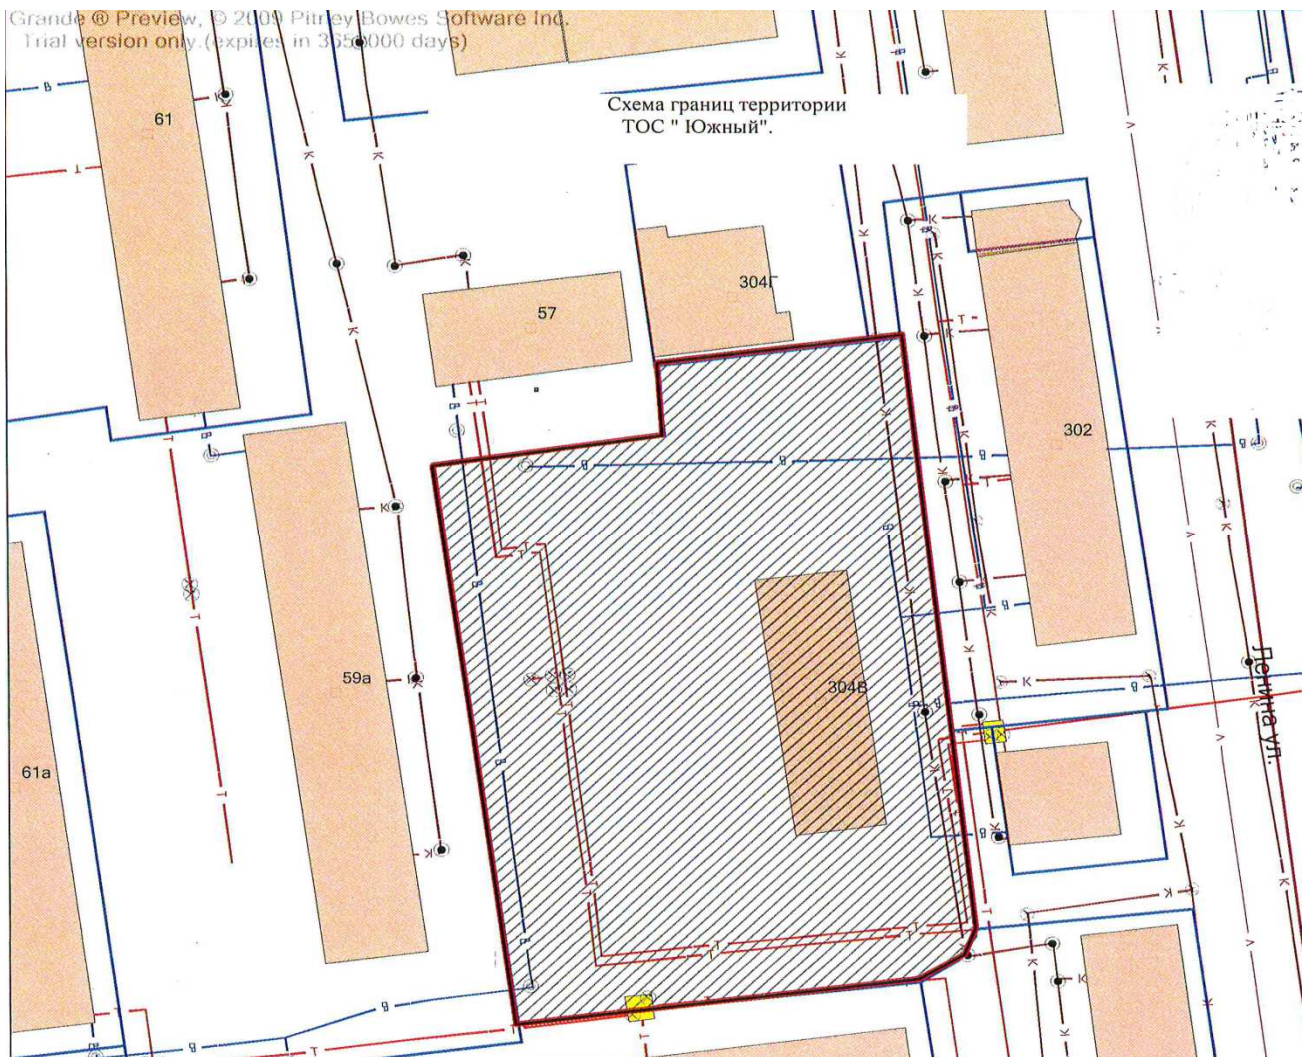 Grande ® Preview, © 2009 Pitney Bowes Software Inc.
Trial version only.(expires in 3650000 days)
Схема границ территории
ТОС " Южный".
61
57
304Г
302
59а
304В
61а
Ленина ул.